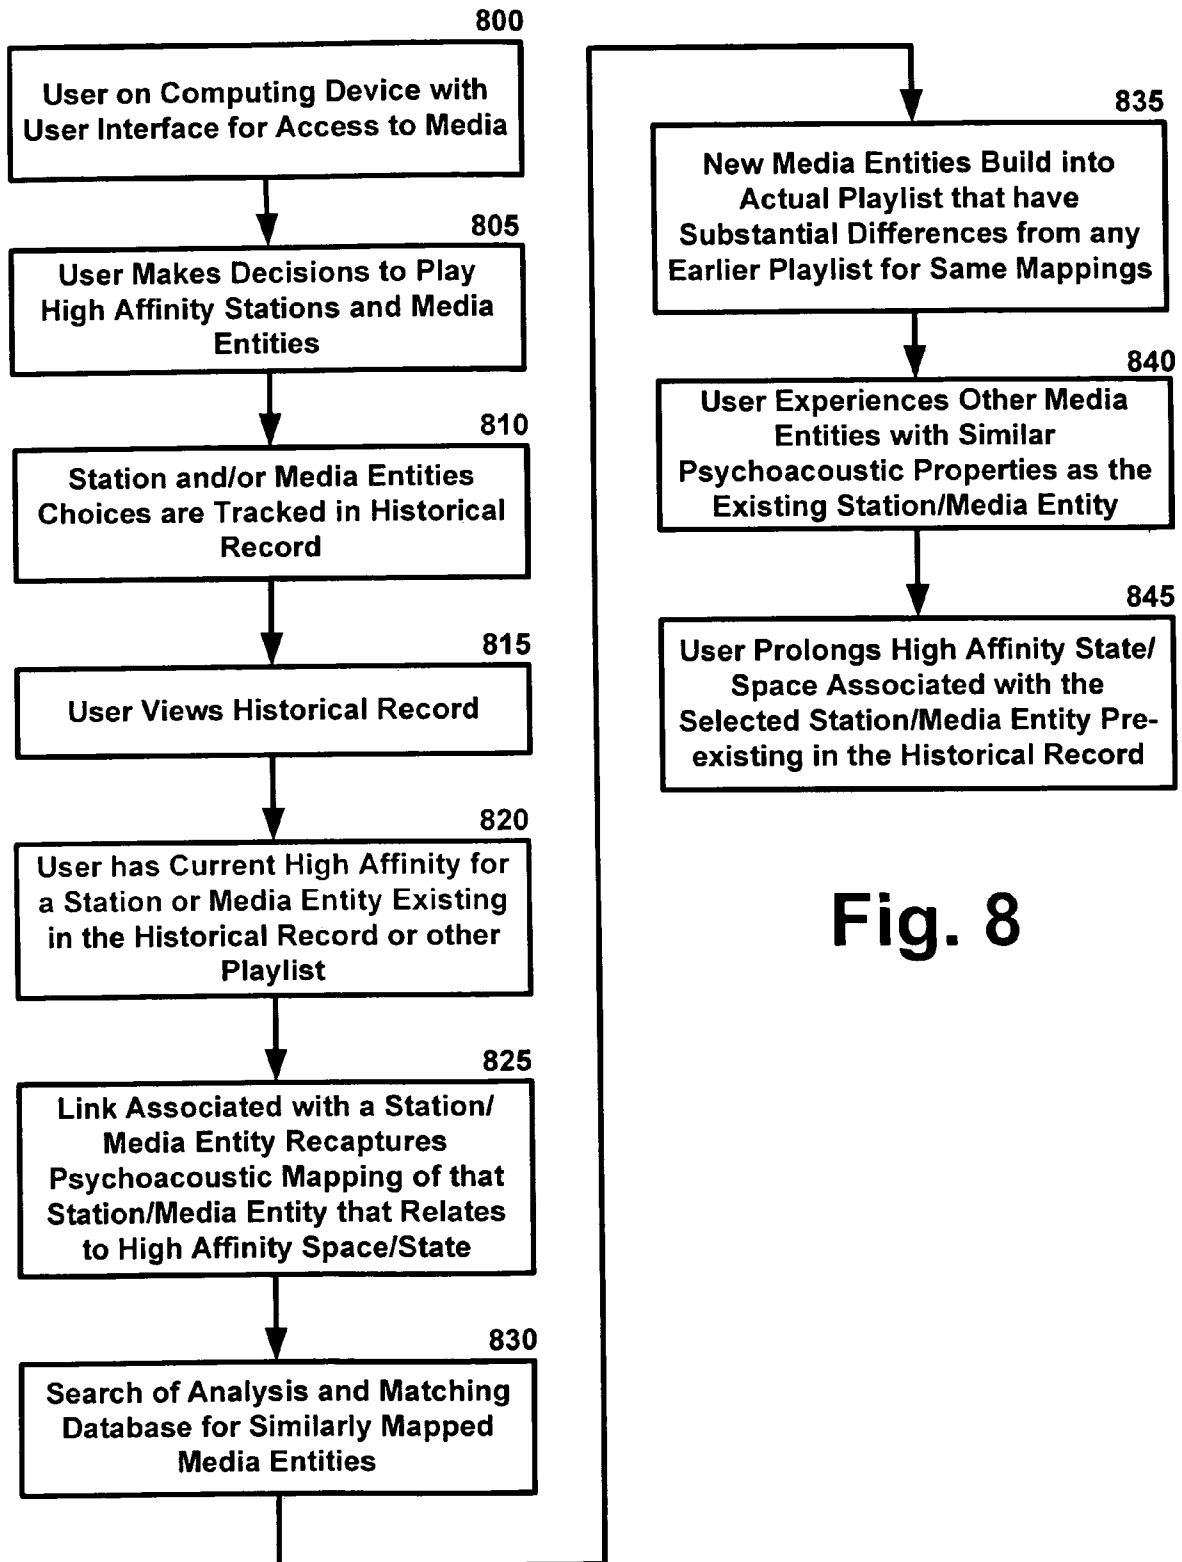 800
User on Computing Device with
User Interface for Access to Media
805
User Makes Decisions to Play
High Affinity Stations and Media
Entities
810
Station and/or Media Entities
Choices are Tracked in Historical
Record
815
User Views Historical Record
820
User has Current High Affinity for
a Station or Media Entity Existing
in the Historical Record or other
Playlist
825
Link Associated with a Station/
Media Entity Recaptures
Psychoacoustic Mapping of that
Station/Media Entity that Relates
to High Affinity Space/State
830
Search of Analysis and Matching
Database for Similarly Mapped
Media Entities
835
New Media Entities Build into
Actual Playlist that have
Substantial Differences from any
Earlier Playlist for Same Mappings
840
User Experiences Other Media
Entities with Similar
Psychoacoustic Properties as the
Existing Station/Media Entity
845
User Prolongs High Affinity State/
Space Associated with the
Selected Station/Media Entity Pre-
existing in the Historical Record
Fig. 8